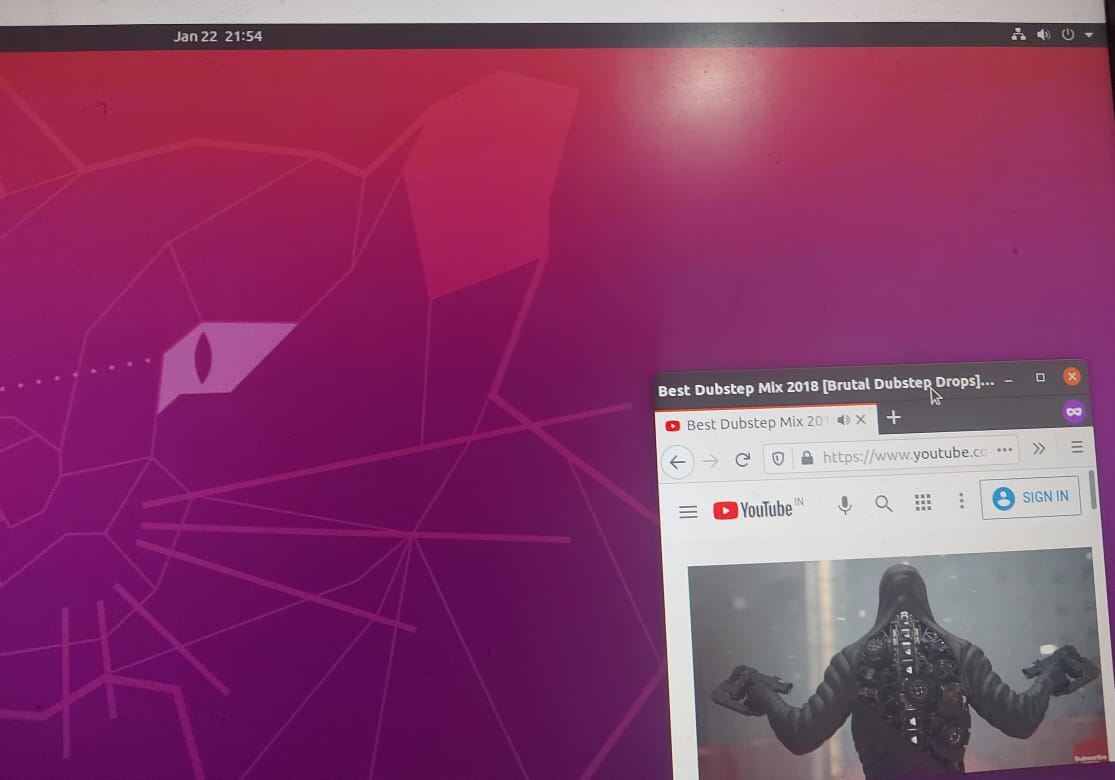 Jan 22 21:54
Best Dubstep Mix 2018 [Brutal Dubstep Drops]...
Best Dubstep Mix 201
https://www.youtube.co
YouTube IN
SIGN IN
Subscribe